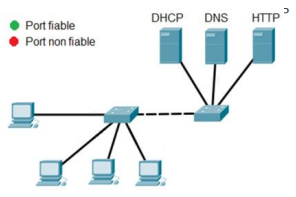 DHCP DNS HTTP
Port fiable
Port non fiable